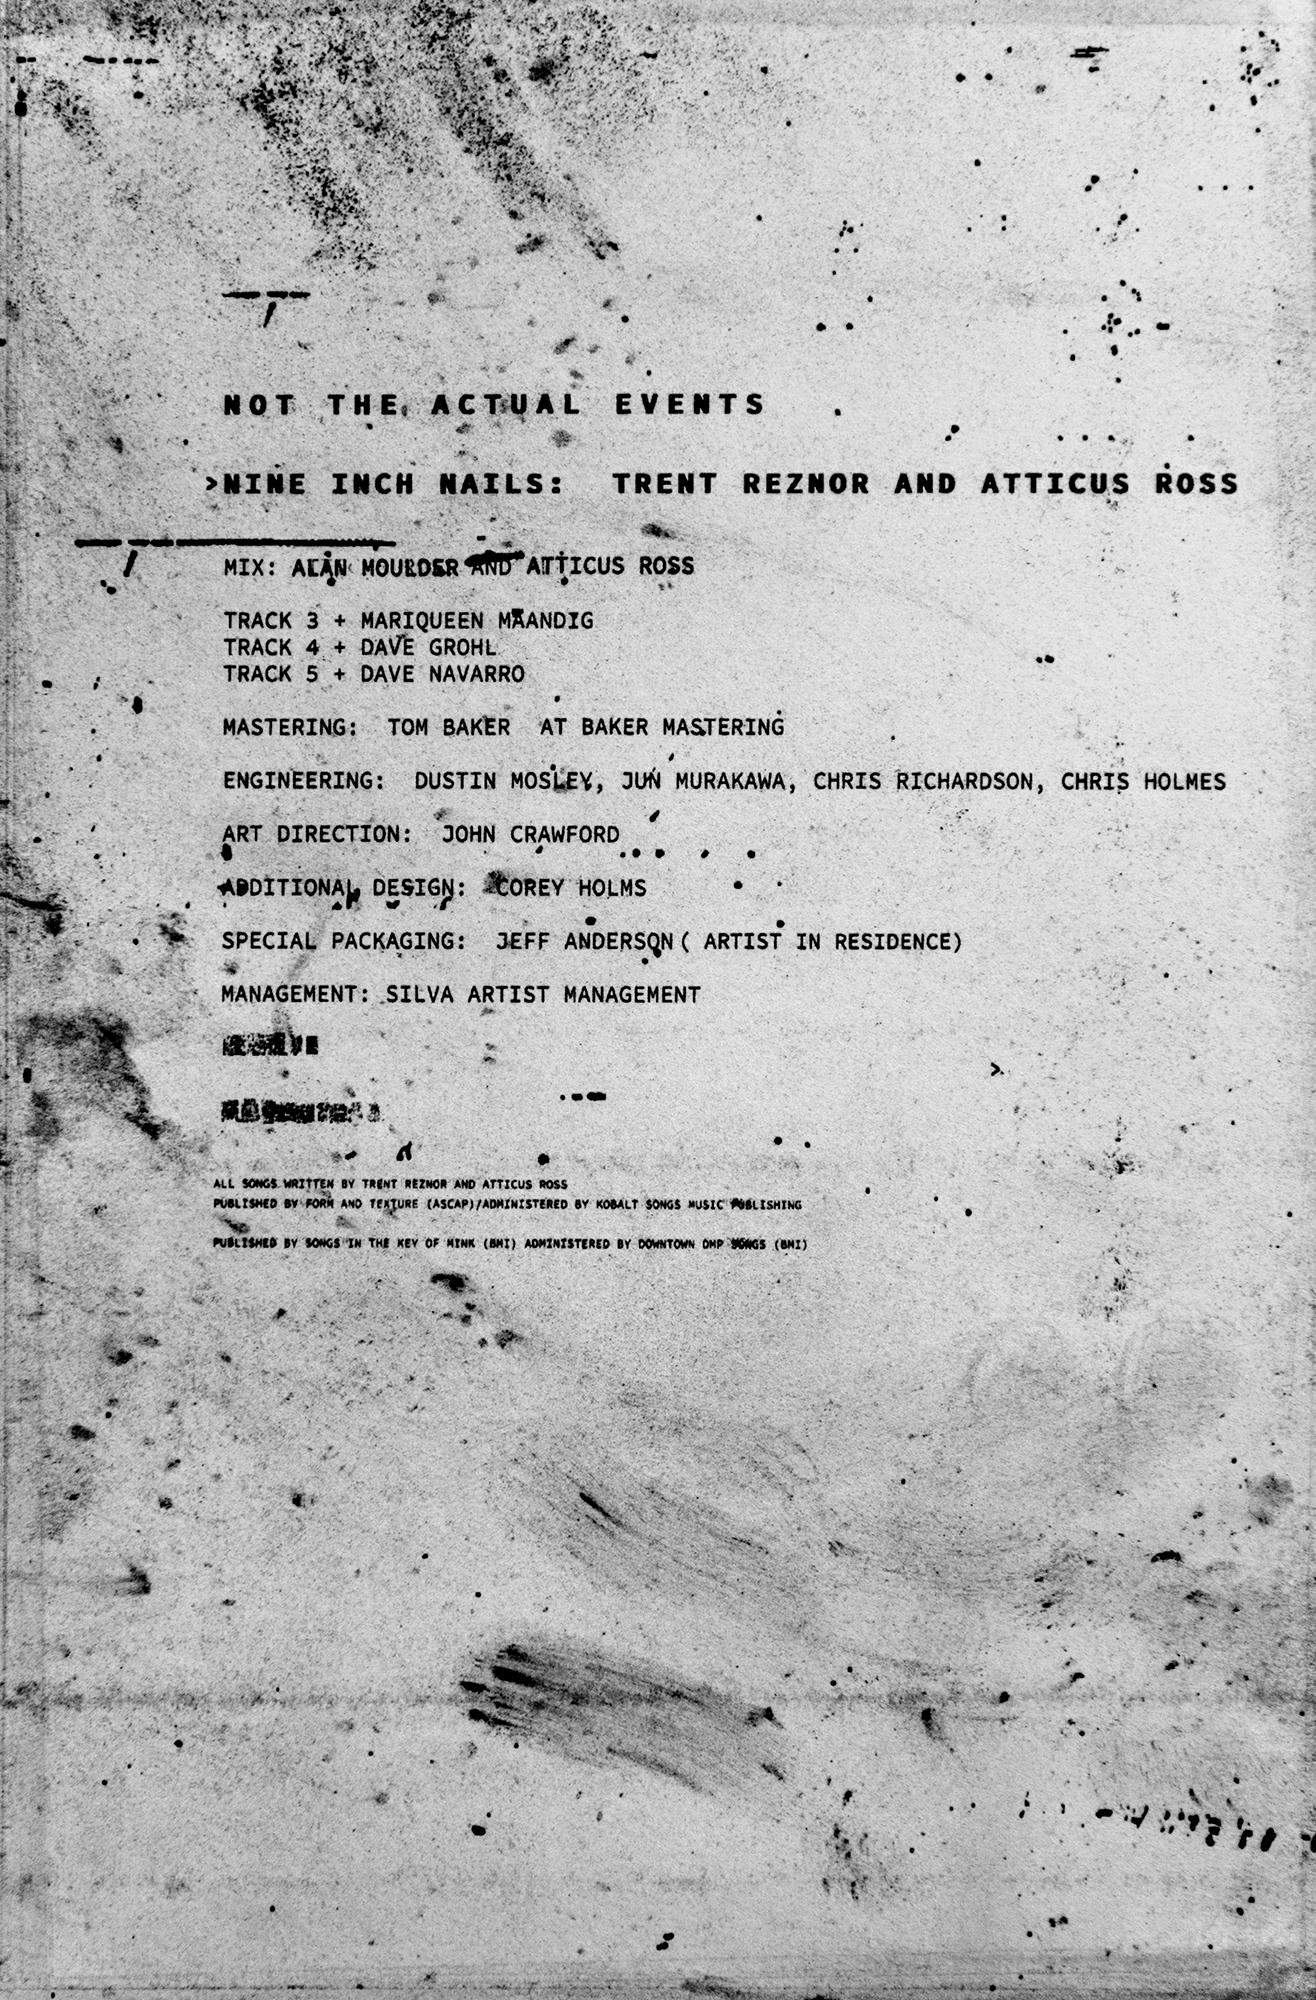 NOT THE ACTUAL EVENTS
>NINE INCH NAILS: TRENT REZNOR AND ATTICUS ROSS
MIX: ALAN MOULDER AND ATTICUS ROSS
TRACK 3 + MARIQUEEN MAANDIG
TRACK 4 + DAVE GROHL
TRACK 5 + DAVE NAVARRO
MASTERING: TOM BAKER AT BAKER MASTERING
ENGINEERING: DUSTIN MOSLEY, JUN MURAKAWA, CHRIS RICHARDSON, CHRIS HOLMES
ART DIRECTION: JOHN CRAWFORD
ADDITIONAL DESIGN: COREY HOLMS
SPECIAL PACKAGING: JEFF ANDERSON ( ARTIST IN RESIDENCE)
MANAGEMENT: SILVA ARTIST MANAGEMENT
ALL SONGS WRITTEN BY TRENT REZNOR AND ATTICUS ROSS
PUBLISHED BY FORM AND TEXTURE (ASCAP)/ADMINISTERED BY KOBALT SONGS MUSIC PUBLISHING
PUBLISHED BY SONGS IN THE KEY OF MINK (BMI) ADMINISTERED BY DOWNTOWN DMP SONGS (BMI)